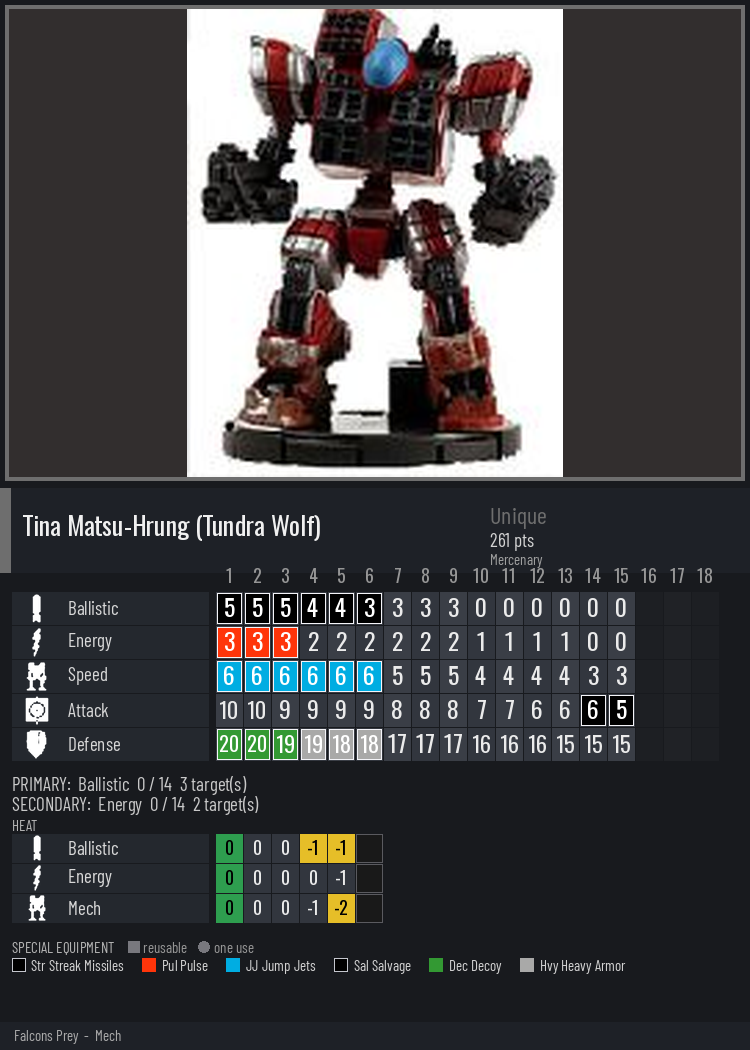 Tina Matsu-Hrung (Tundra Wolf)
Unique
261 pts
Mercenary
1 2 3 4 5 6 7 8 9 10 11 12 13 14 15 16 17 18
Ballistic 5 5 5 4 4 3 3 3 3 0 0 0 0 0 0
Energy 3 3 3 2 2 2 2 2 2 1 1 1 1 0 0
Speed 6 6 6 6 6 6 5 5 5 4 4 4 4 3 3
Attack 10 10 9 9 9 9 8 8 8 7 7 6 6 6 5
Defense 20 20 19 19 18 18 17 17 17 16 16 16 15 15 15
PRIMARY: Ballistic 0 / 14 3 target(s)
SECONDARY: Energy 0 / 14 2 target(s)
HEAT
Ballistic 0 0 0 -1 -1
Energy 0 0 0 0 -1
Mech 0 0 0 -1 -2
SPECIAL EQUIPMENT reusable one use
Str Streak Missiles Pul Pulse JJ Jump Jets Sal Salvage Dec Decoy Hvy Heavy Armor
Falcons Prey - Mech